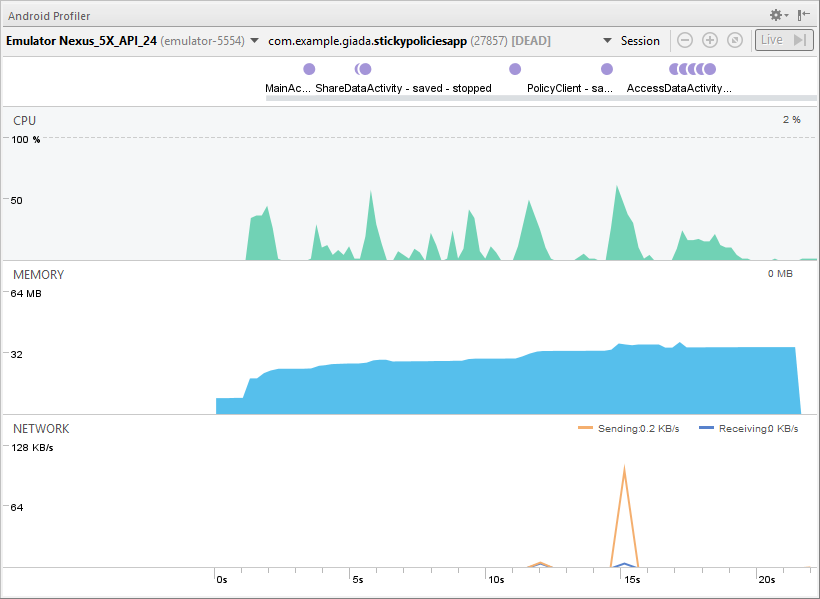 Android Profiler
Emulator Nexus_5X_API_24 (emulator-5554) com.example.giada.stickypoliciesapp (27857) [DEAD] Session Live
MainAc... ShareDataActivity - saved - stopped PolicyClient - sa... AccessDataActivity...
CPU 2 %
100 %
50
MEMORY 0 MB
64 MB
32
NETWORK Sending:0.2 KB/s Receiving:0 KB/s
128 KB/s
64
0s 5s 10s 15s 20s